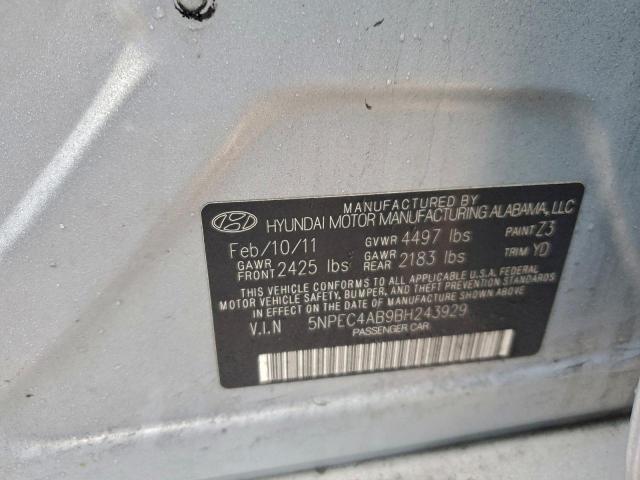 MANUFACTURED BY
HYUNDAI MOTOR MANUFACTURING ALABAMA, LLC
Feb/10/11 GVWR 4497 lbs PAINT Z3
GAWR FRONT 2425 lbs GAWR REAR 2183 lbs TRIM YD
THIS VEHICLE CONFORMS TO ALL APPLICABLE U.S.A. FEDERAL
MOTOR VEHICLE SAFETY, BUMPER, AND THEFT PREVENTION STANDARDS
IN EFFECT ON THE DATE OF MANUFACTURE SHOWN ABOVE.
V.I.N 5NPEC4AB9BH243929
PASSENGER CAR